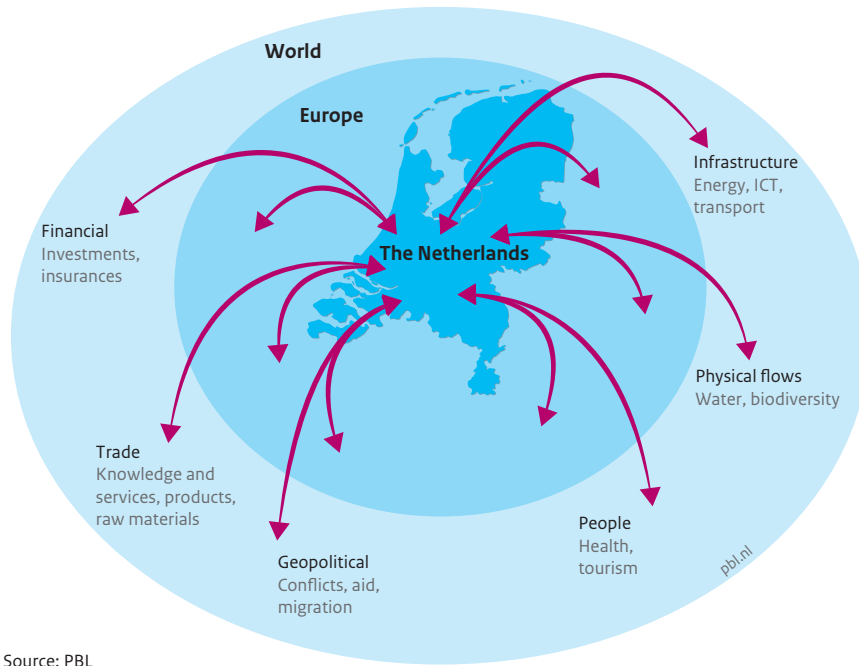 World
Europe
Infrastructure
Energy, ICT,
transport
Financial
Investments,
insurances
The Netherlands
Physical flows
Water, biodiversity
Trade
Knowledge and
services, products,
raw materials
People
Health,
tourism
Geopolitical
Conflicts, aid,
migration
pbl.nl
Source: PBL